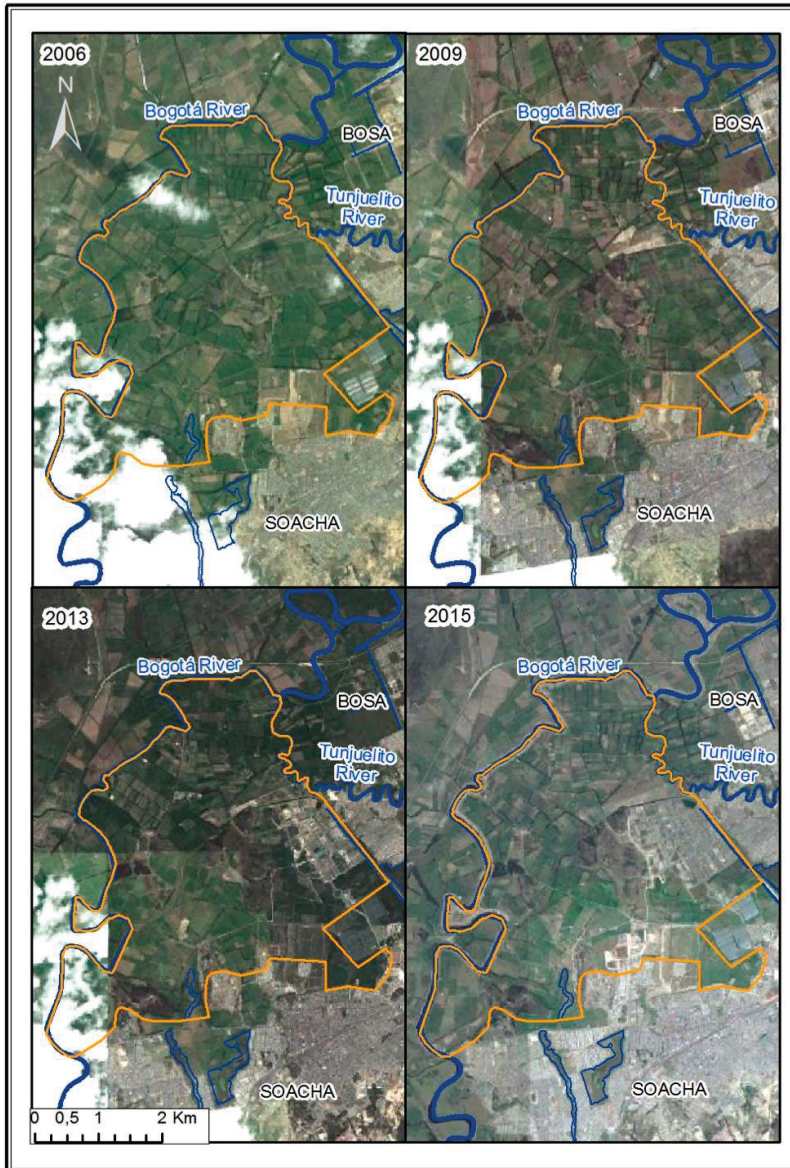 2006
N
Bogotá River
BOSA
Tunjuelito
River
SOACHA
2009
Bogotá River
BOSA
Tunjuelito
River
SOACHA
2013
Bogotá River
BOSA
Tunjuelito
River
SOACHA
0 0,5 1 2 Km
2015
Bogotá River
BOSA
Tunjuelito
River
SOACHA